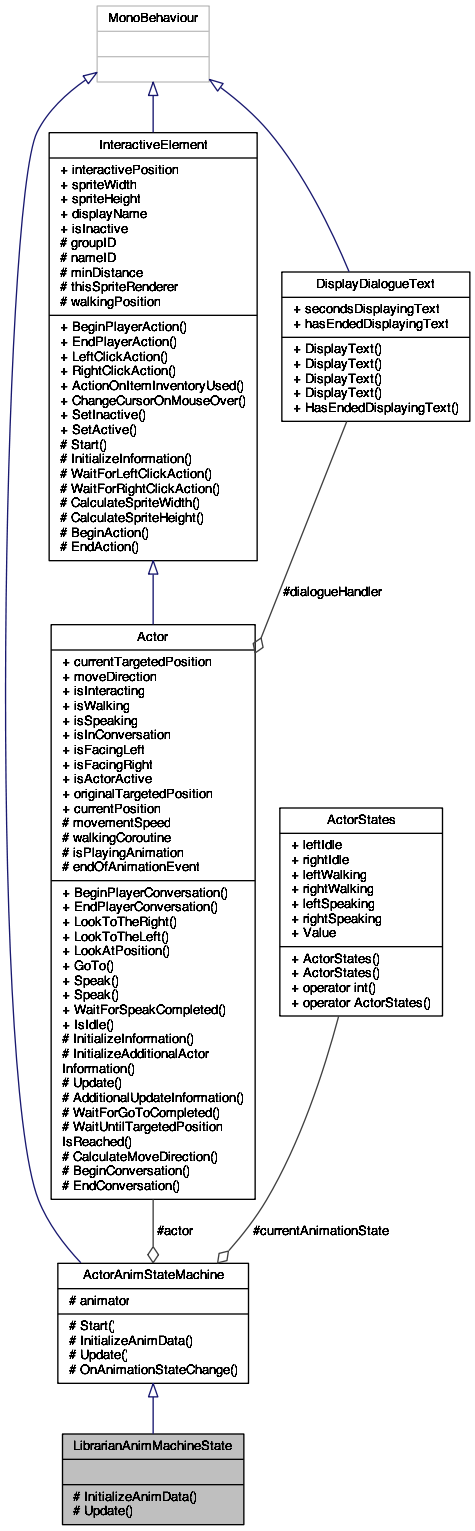 MonoBehaviour
InteractiveElement
+ interactivePosition
+ spriteWidth
+ spriteHeight
+ displayName
+ isInactive
# groupID
# nameID
# minDistance
# thisSpriteRenderer
# walkingPosition
+ BeginPlayerAction()
+ EndPlayerAction()
+ LeftClickAction()
+ RightClickAction()
+ ActionOnItemInventoryUsed()
+ ChangeCursorOnMouseOver()
+ SetInactive()
+ SetActive()
# Start()
# InitializeInformation()
# WaitForLeftClickAction()
# WaitForRightClickAction()
# CalculateSpriteWidth()
# CalculateSpriteHeight()
# BeginAction()
# EndAction()
DisplayDialogueText
+ secondsDisplayingText
+ hasEndedDisplayingText
+ DisplayText()
+ DisplayText()
+ DisplayText()
+ DisplayText()
+ HasEndedDisplayingText()
#dialogueHandler
Actor
+ currentTargetedPosition
+ moveDirection
+ isInteracting
+ isWalking
+ isSpeaking
+ isInConversation
+ isFacingLeft
+ isFacingRight
+ isActorActive
+ originalTargetedPosition
+ currentPosition
# movementSpeed
# walkingCoroutine
# isPlayingAnimation
# endOfAnimationEvent
+ BeginPlayerConversation()
+ EndPlayerConversation()
+ LookToTheRight()
+ LookToTheLeft()
+ LookAtPosition()
+ GoTo()
+ Speak()
+ Speak()
+ WaitForSpeakCompleted()
+ IsIdle()
# InitializeInformation()
# InitializeAdditionalActor
Information()
# Update()
# AdditionalUpdateInformation()
# WaitForGoToCompleted()
# WaitUntilTargetedPosition
IsReached()
# CalculateMoveDirection()
# BeginConversation()
# EndConversation()
ActorStates
+ leftIdle
+ rightIdle
+ leftWalking
+ rightWalking
+ leftSpeaking
+ rightSpeaking
+ Value
+ ActorStates()
+ ActorStates()
+ operator int()
+ operator ActorStates()
#actor
#currentAnimationState
ActorAnimStateMachine
# animator
# Start()
# InitializeAnimData()
# Update()
# OnAnimationStateChange()
LibrarianAnimMachineState
# InitializeAnimData()
# Update()